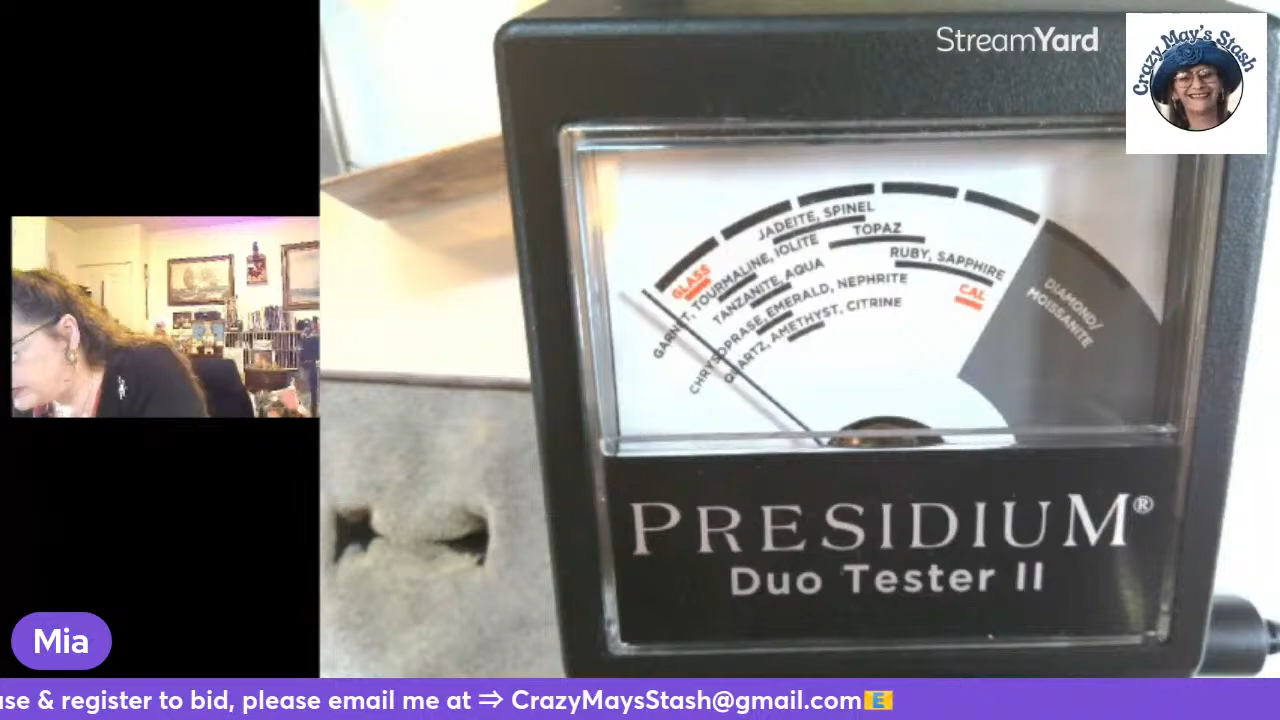 StreamYard
Crazy May's Stash
JADEITE, SPINEL
TOPAZ
RUBY, SAPPHIRE
GLASS
GARNET, TOURMALINE, IOLITE
TANZANITE, AQUA
CHRYSOPRASE, EMERALD, NEPHRITE
QUARTZ, AMETHYST, CITRINE
CAL
DIAMOND/
MOISSANITE
PRESIDIUM®
Duo Tester II
Mia
se & register to bid, please email me at ⇒ CrazyMaysStash@gmail.com📧